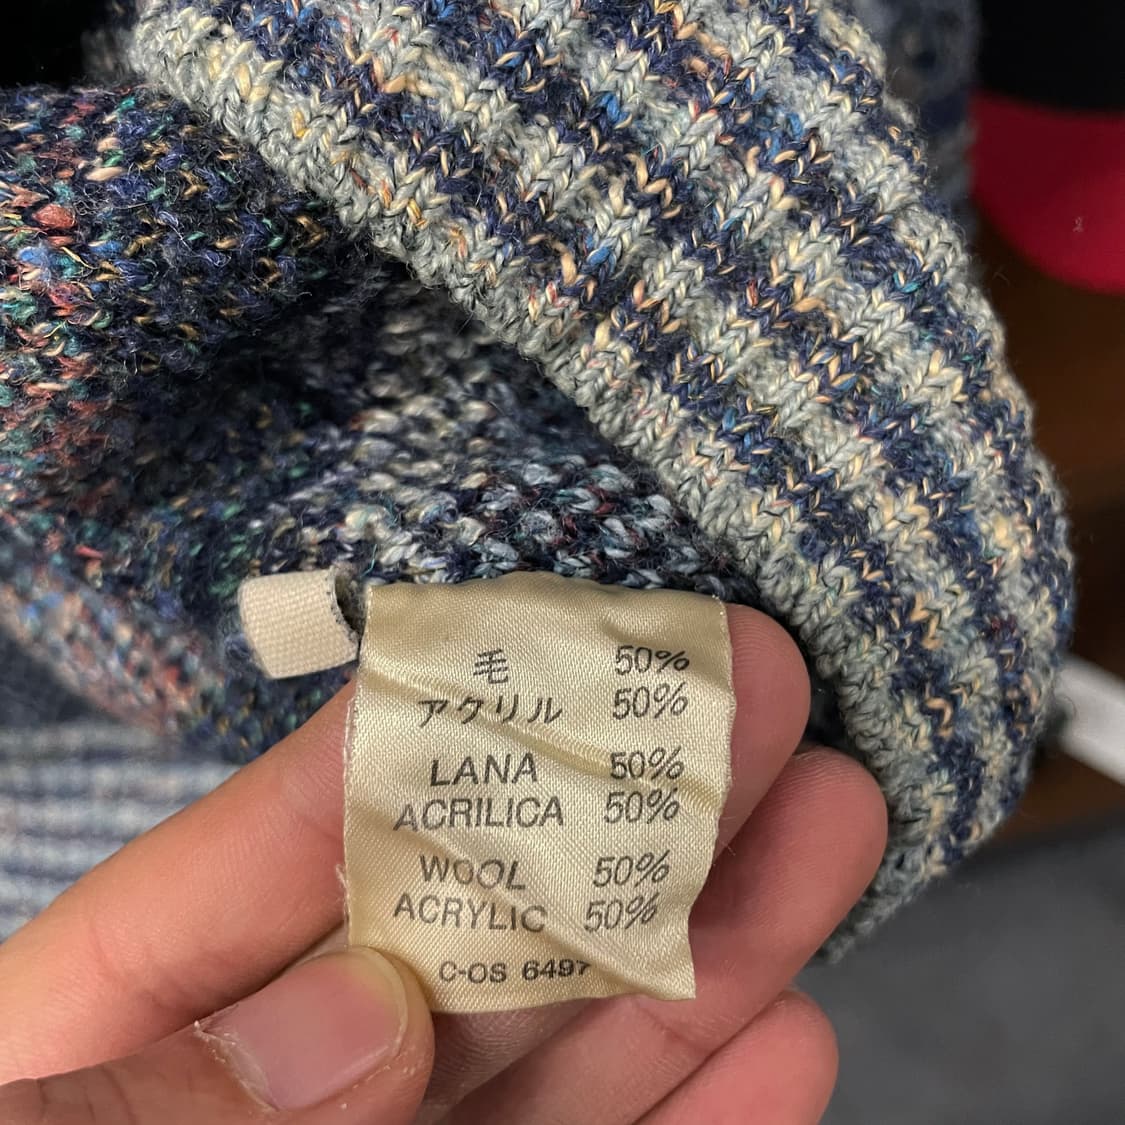 毛 50%
アクリル 50%
LANA 50%
ACRILICA 50%
WOOL 50%
ACRYLIC 50%
C-OS 6497